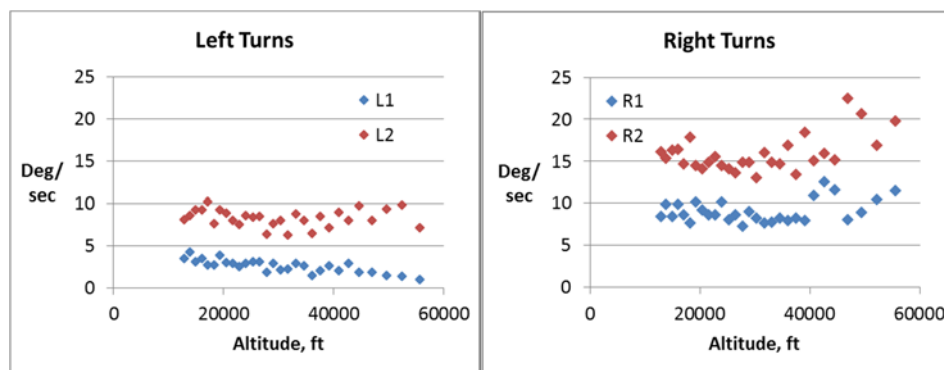 Left Turns
25
20
15
10
5
0
Deg/
sec
L1
L2
0 20000 40000 60000
Altitude, ft
Right Turns
25
20
15
10
5
0
Deg/
sec
R1
R2
0 20000 40000 60000
Altitude, ft